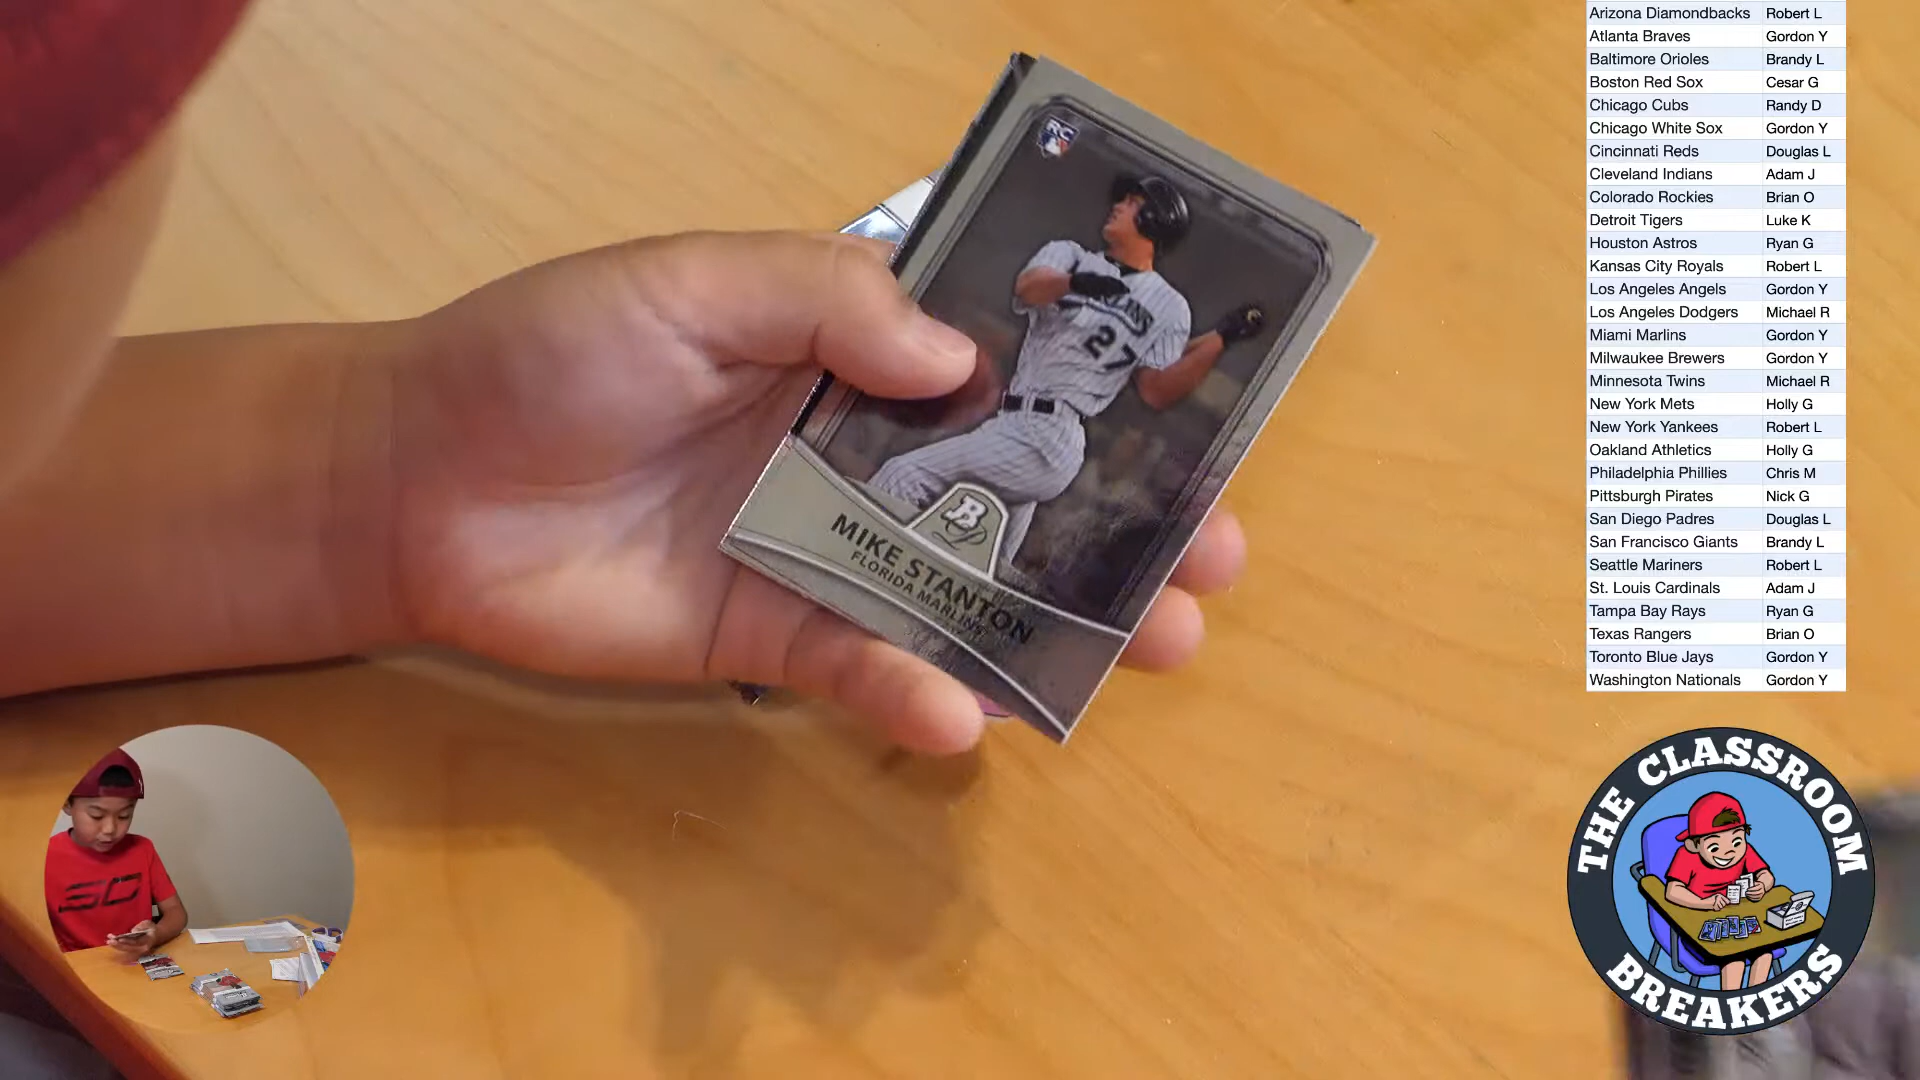 Arizona Diamondbacks Robert L
Atlanta Braves Gordon Y
Baltimore Orioles Brandy L
Boston Red Sox Cesar G
Chicago Cubs Randy D
Chicago White Sox Gordon Y
Cincinnati Reds Douglas L
Cleveland Indians Adam J
Colorado Rockies Brian O
Detroit Tigers Luke K
Houston Astros Ryan G
Kansas City Royals Robert L
Los Angeles Angels Gordon Y
Los Angeles Dodgers Michael R
Miami Marlins Gordon Y
Milwaukee Brewers Gordon Y
Minnesota Twins Michael R
New York Mets Holly G
New York Yankees Robert L
Oakland Athletics Holly G
Philadelphia Phillies Chris M
Pittsburgh Pirates Nick G
San Diego Padres Douglas L
San Francisco Giants Brandy L
Seattle Mariners Robert L
St. Louis Cardinals Adam J
Tampa Bay Rays Ryan G
Texas Rangers Brian O
Toronto Blue Jays Gordon Y
Washington Nationals Gordon Y
RC
27
B
MIKE STANTON
FLORIDA MARLINS
THE CLASSROOM
BREAKERS